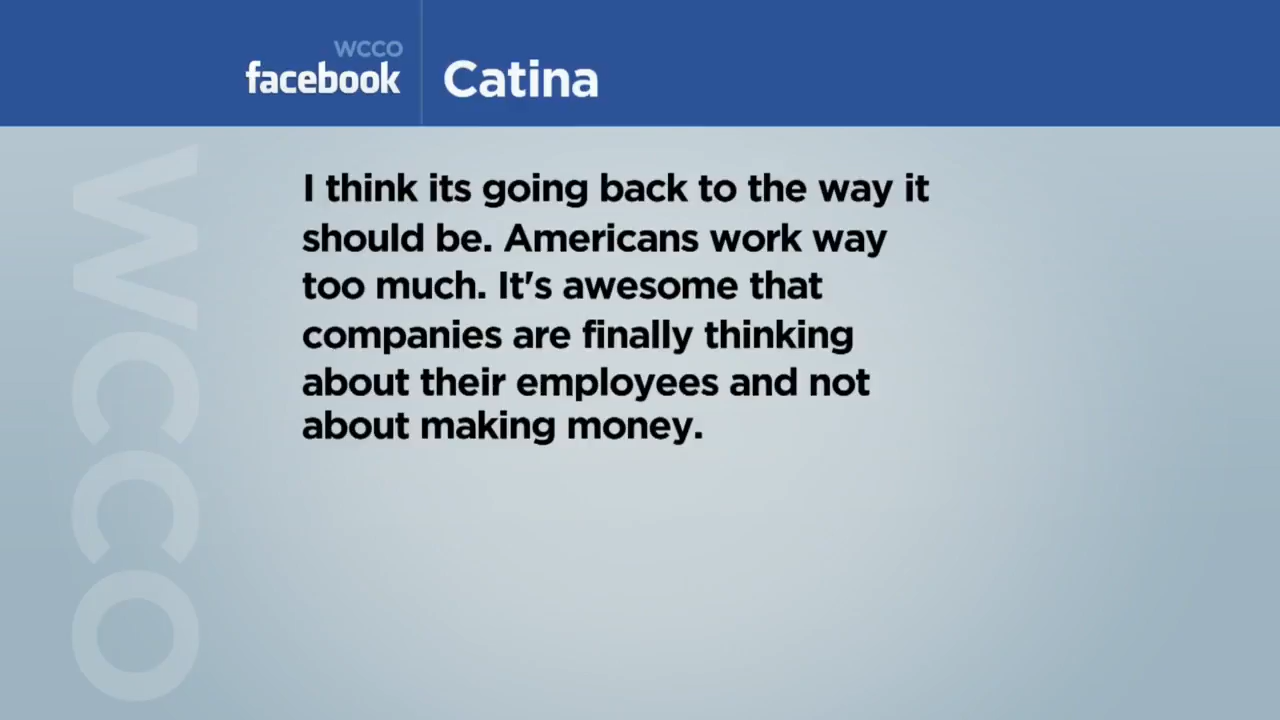 WCCO
facebook
Catina
I think its going back to the way it
should be. Americans work way
too much. It's awesome that
companies are finally thinking
about their employees and not
about making money.
WCCO